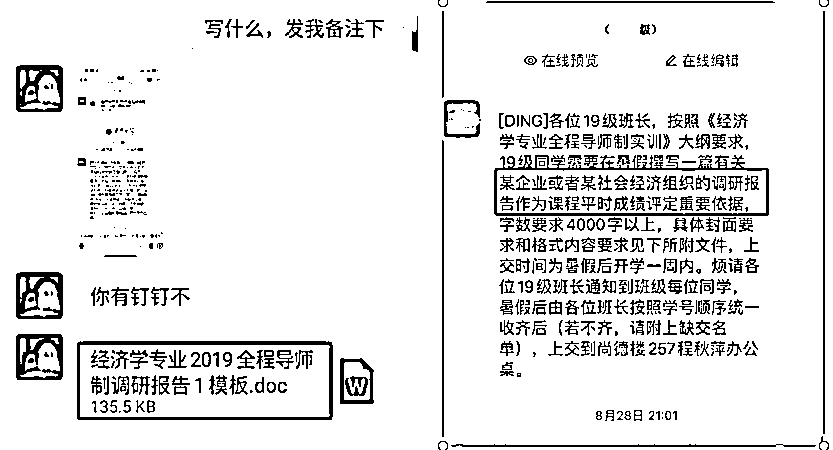 写什么，发我备注下
你有钉钉不
经济学专业2019全程导师
制调研报告1模板.doc
135.5 KB
W
（ 级）
在线预览
在线编辑
[DING]各位19级班长，按照《经济
学专业全程导师制实训》大纲要求，
19级同学需要在暑假撰写一篇有关
某企业或者某社会经济组织的调研报
告作为课程平时成绩评定重要依据，
字数要求4000字以上，具体封面要
求和格式内容要求见下所附文件，上
交时间为暑假后开学一周内。烦请各
位19级班长通知到班级每位同学，
暑假后由各位班长按照学号顺序统一
收齐后（若不齐，请附上缺交名
单），上交到尚德楼257程秋萍办公
桌。
8月28日 21:01